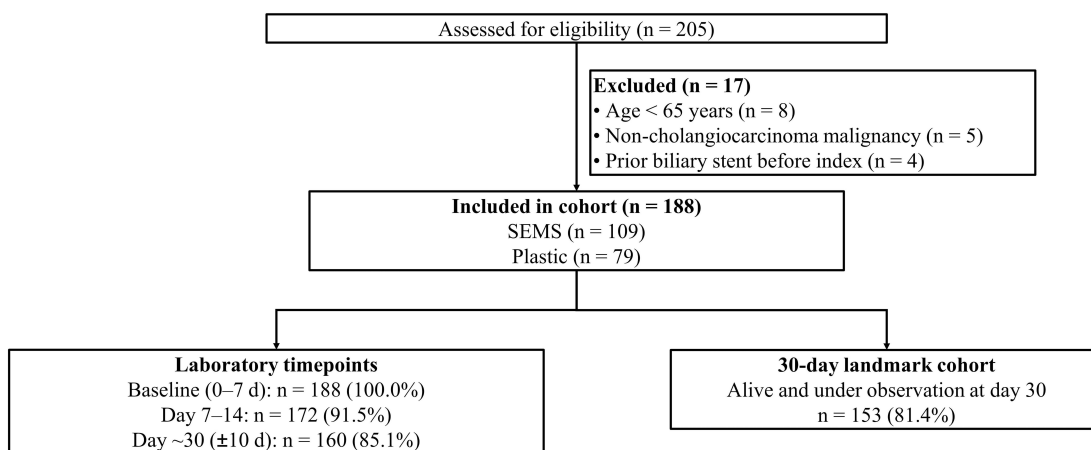 Assessed for eligibility (n = 205)
Excluded (n = 17)
• Age < 65 years (n = 8)
• Non-cholangiocarcinoma malignancy (n = 5)
• Prior biliary stent before index (n = 4)
Included in cohort (n = 188)
SEMS (n = 109)
Plastic (n = 79)
Laboratory timepoints
Baseline (0–7 d): n = 188 (100.0%)
Day 7–14: n = 172 (91.5%)
Day ~30 (±10 d): n = 160 (85.1%)
30-day landmark cohort
Alive and under observation at day 30
n = 153 (81.4%)